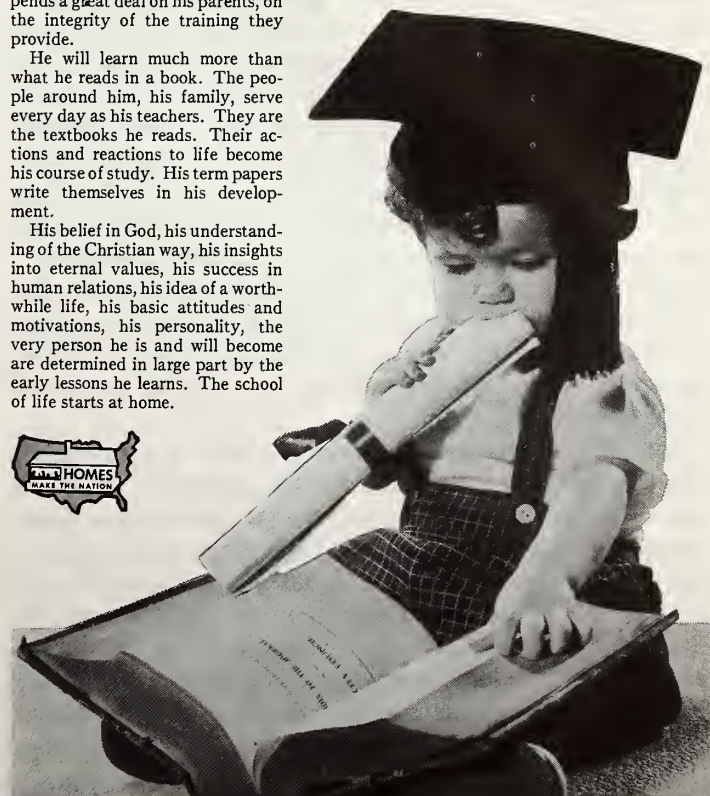 pends a great deal on his parents, on
the integrity of the training they
provide.
He will learn much more than
what he reads in a book. The peo-
ple around him, his family, serve
every day as his teachers. They are
the textbooks he reads. Their ac-
tions and reactions to life become
his course of study. His term papers
write themselves in his develop-
ment.
His belief in God, his understand-
ing of the Christian way, his insights
into eternal values, his success in
human relations, his idea of a worth-
while life, his basic attitudes and
motivations, his personality, the
very person he is and will become
are determined in large part by the
early lessons he learns. The school
of life starts at home.
HOMES
MAKE THE NATION